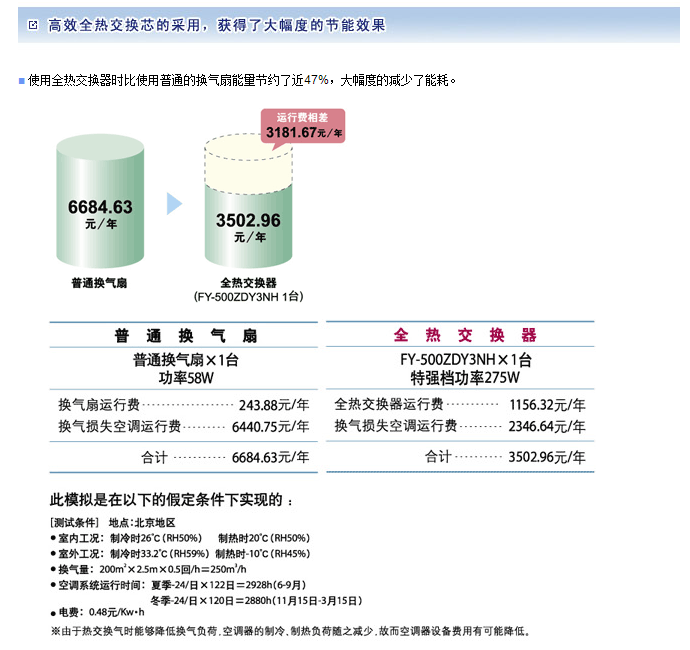 高效全热交换芯的采用，获得了大幅度的节能效果
使用全热交换器时比使用普通的换气扇能量节约了近47%，大幅度的减少了能耗。
运行费相差
3181.67元/年
6684.63
元/年
3502.96
元/年
普通换气扇
全热交换器
(FY-500ZDY3NH 1台)
普通换气扇
全热交换器
普通换气扇×1台
功率58W
FY-500ZDY3NH×1台
特强档功率275W
换气扇运行费·················· 243.88元/年
换气损失空调运行费········· 6440.75元/年
全热交换器运行费·········· 1156.32元/年
换气损失空调运行费········· 2346.64元/年
合计 ·········· 6684.63元/年
合计·········· 3502.96元/年
此模拟是在以下的假定条件下实现的：
[测试条件] 地点:北京地区
●室内工况：制冷时26℃(RH50%) 制热时20℃(RH50%)
●室外工况：制冷时33.2℃(RH59%) 制热时-10℃(RH45%)
●换气量：200m²×2.5m×0.5回/h＝250m³/h
●空调系统运行时间：夏季-24/日×122日＝2928h(6-9月)
冬季-24/日×120日＝2880h(11月15日-3月15日)
●电费：0.48元/Kw·h
※由于热交换气时能够降低换气负荷,空调器的制冷,制热负荷随之减少,故而空调器设备费用有可能降低。